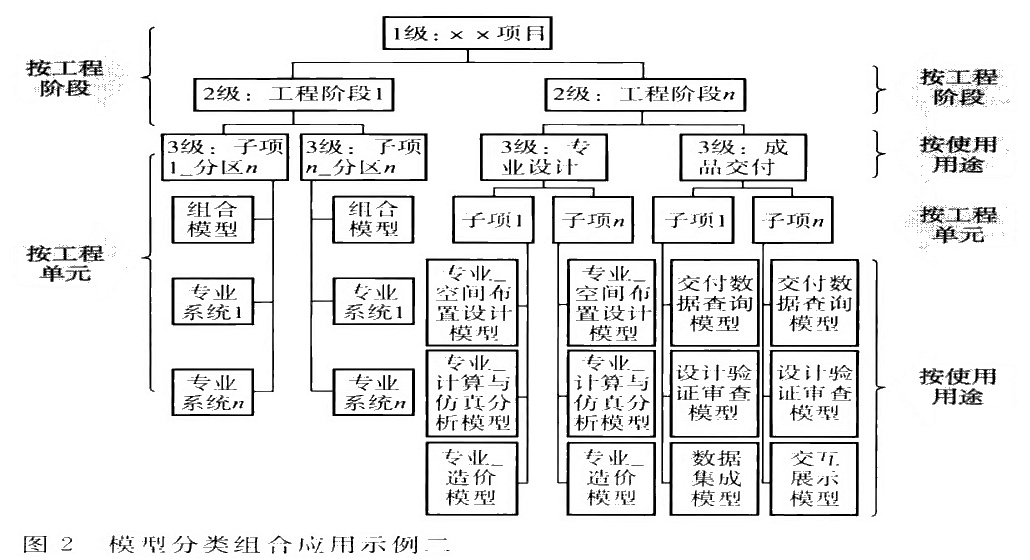 1级：××项目
按工程
阶段
2级：工程阶段1
2级：工程阶段n
按工程
阶段
3级：子项
1_分区n
3级：子项
n_分区n
3级：专
业设计
3级：成
品交付
按使用
用途
组合
模型
组合
模型
子项1
子项n
子项1
子项n
按工程
单元
按工程
单元
专业
系统1
专业
系统1
专业_
空间布
置设计
模型
专业_
空间布
置设计
模型
交付数
据查询
模型
交付数
据查询
模型
专业
系统n
专业
系统n
专业_
计算与
仿真分
析模型
专业_
计算与
仿真分
析模型
设计验
证审查
模型
设计验
证审查
模型
按使用
用途
专业_
造价
模型
专业_
造价
模型
数据
集成
模型
交互
展示
模型
图2 模型分类组合应用示例二